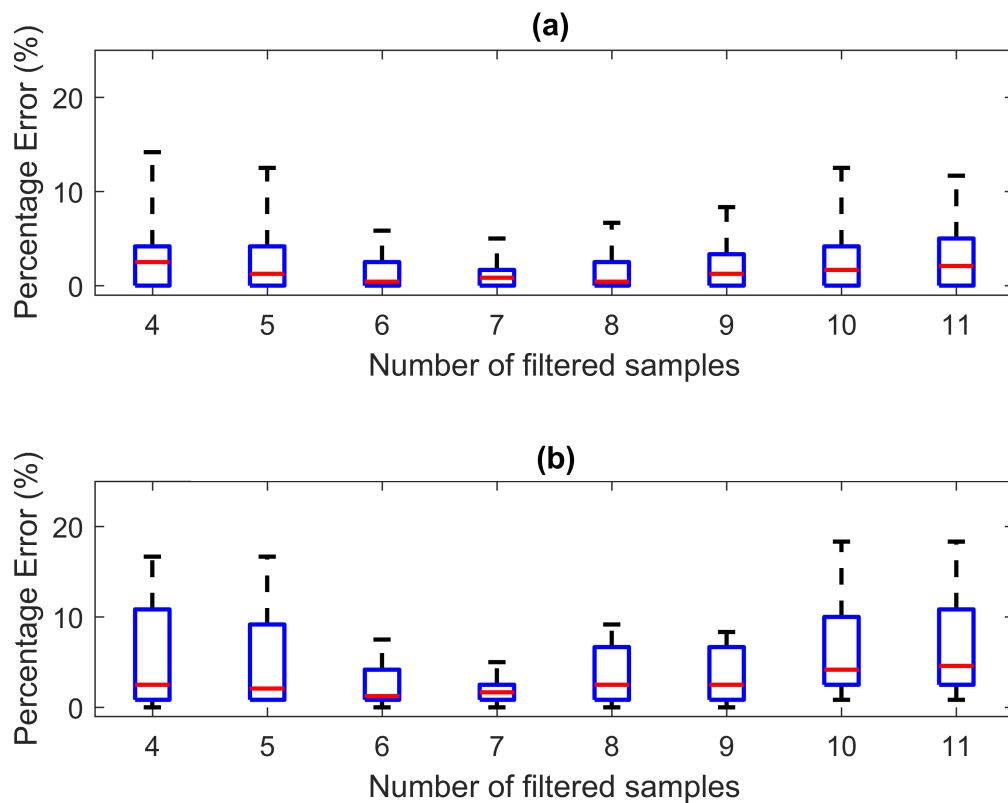 (a)
Percentage Error (%)
20
10
0
4 5 6 7 8 9 10 11
Number of filtered samples
(b)
Percentage Error (%)
20
10
0
4 5 6 7 8 9 10 11
Number of filtered samples